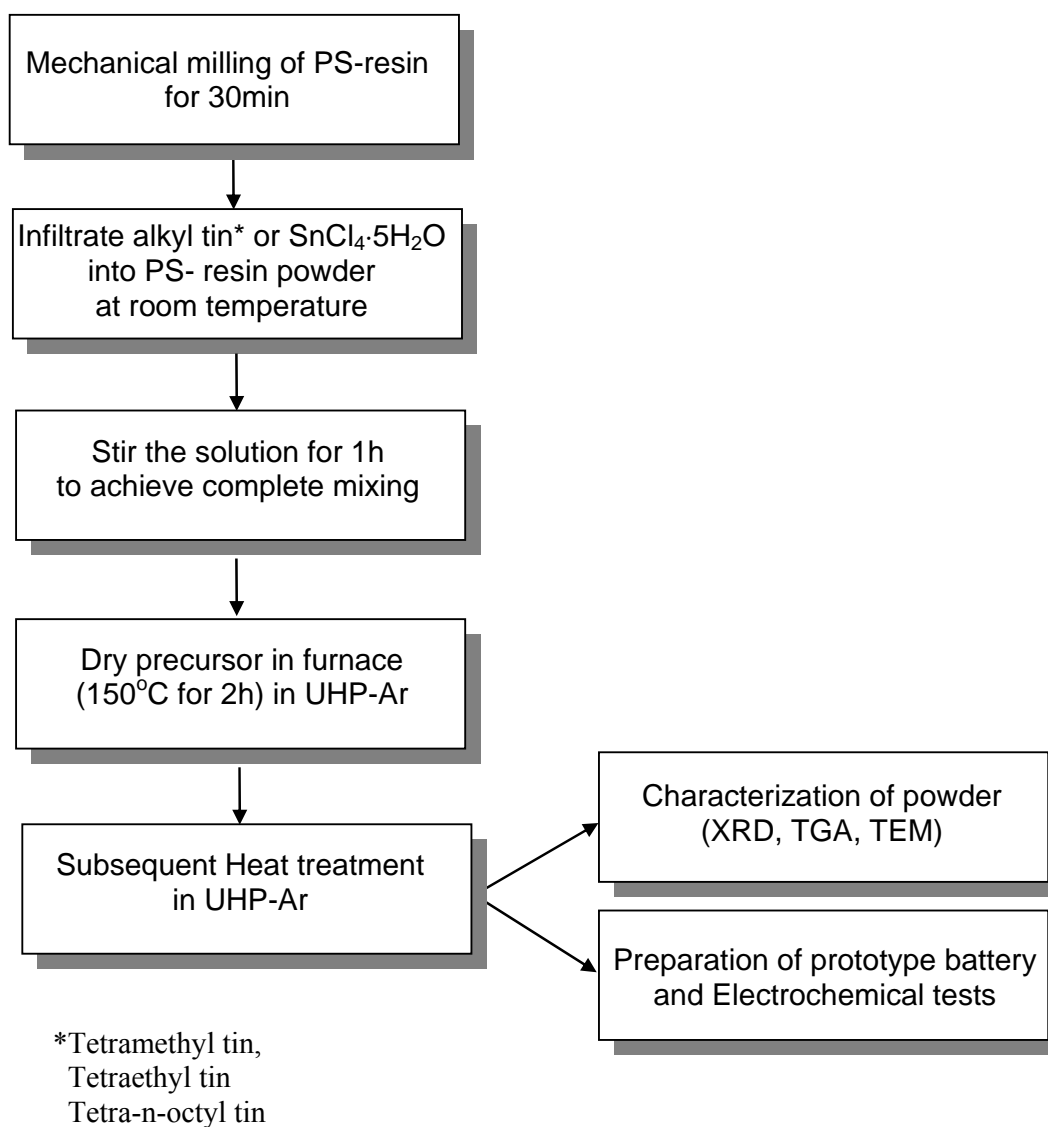 Mechanical milling of PS-resin
for 30min
Infiltrate alkyl tin* or SnCl₄·5H₂O
into PS- resin powder
at room temperature
Stir the solution for 1h
to achieve complete mixing
Dry precursor in furnace
(150°C for 2h) in UHP-Ar
Subsequent Heat treatment
in UHP-Ar
Characterization of powder
(XRD, TGA, TEM)
Preparation of prototype battery
and Electrochemical tests
*Tetramethyl tin,
Tetraethyl tin
Tetra-n-octyl tin